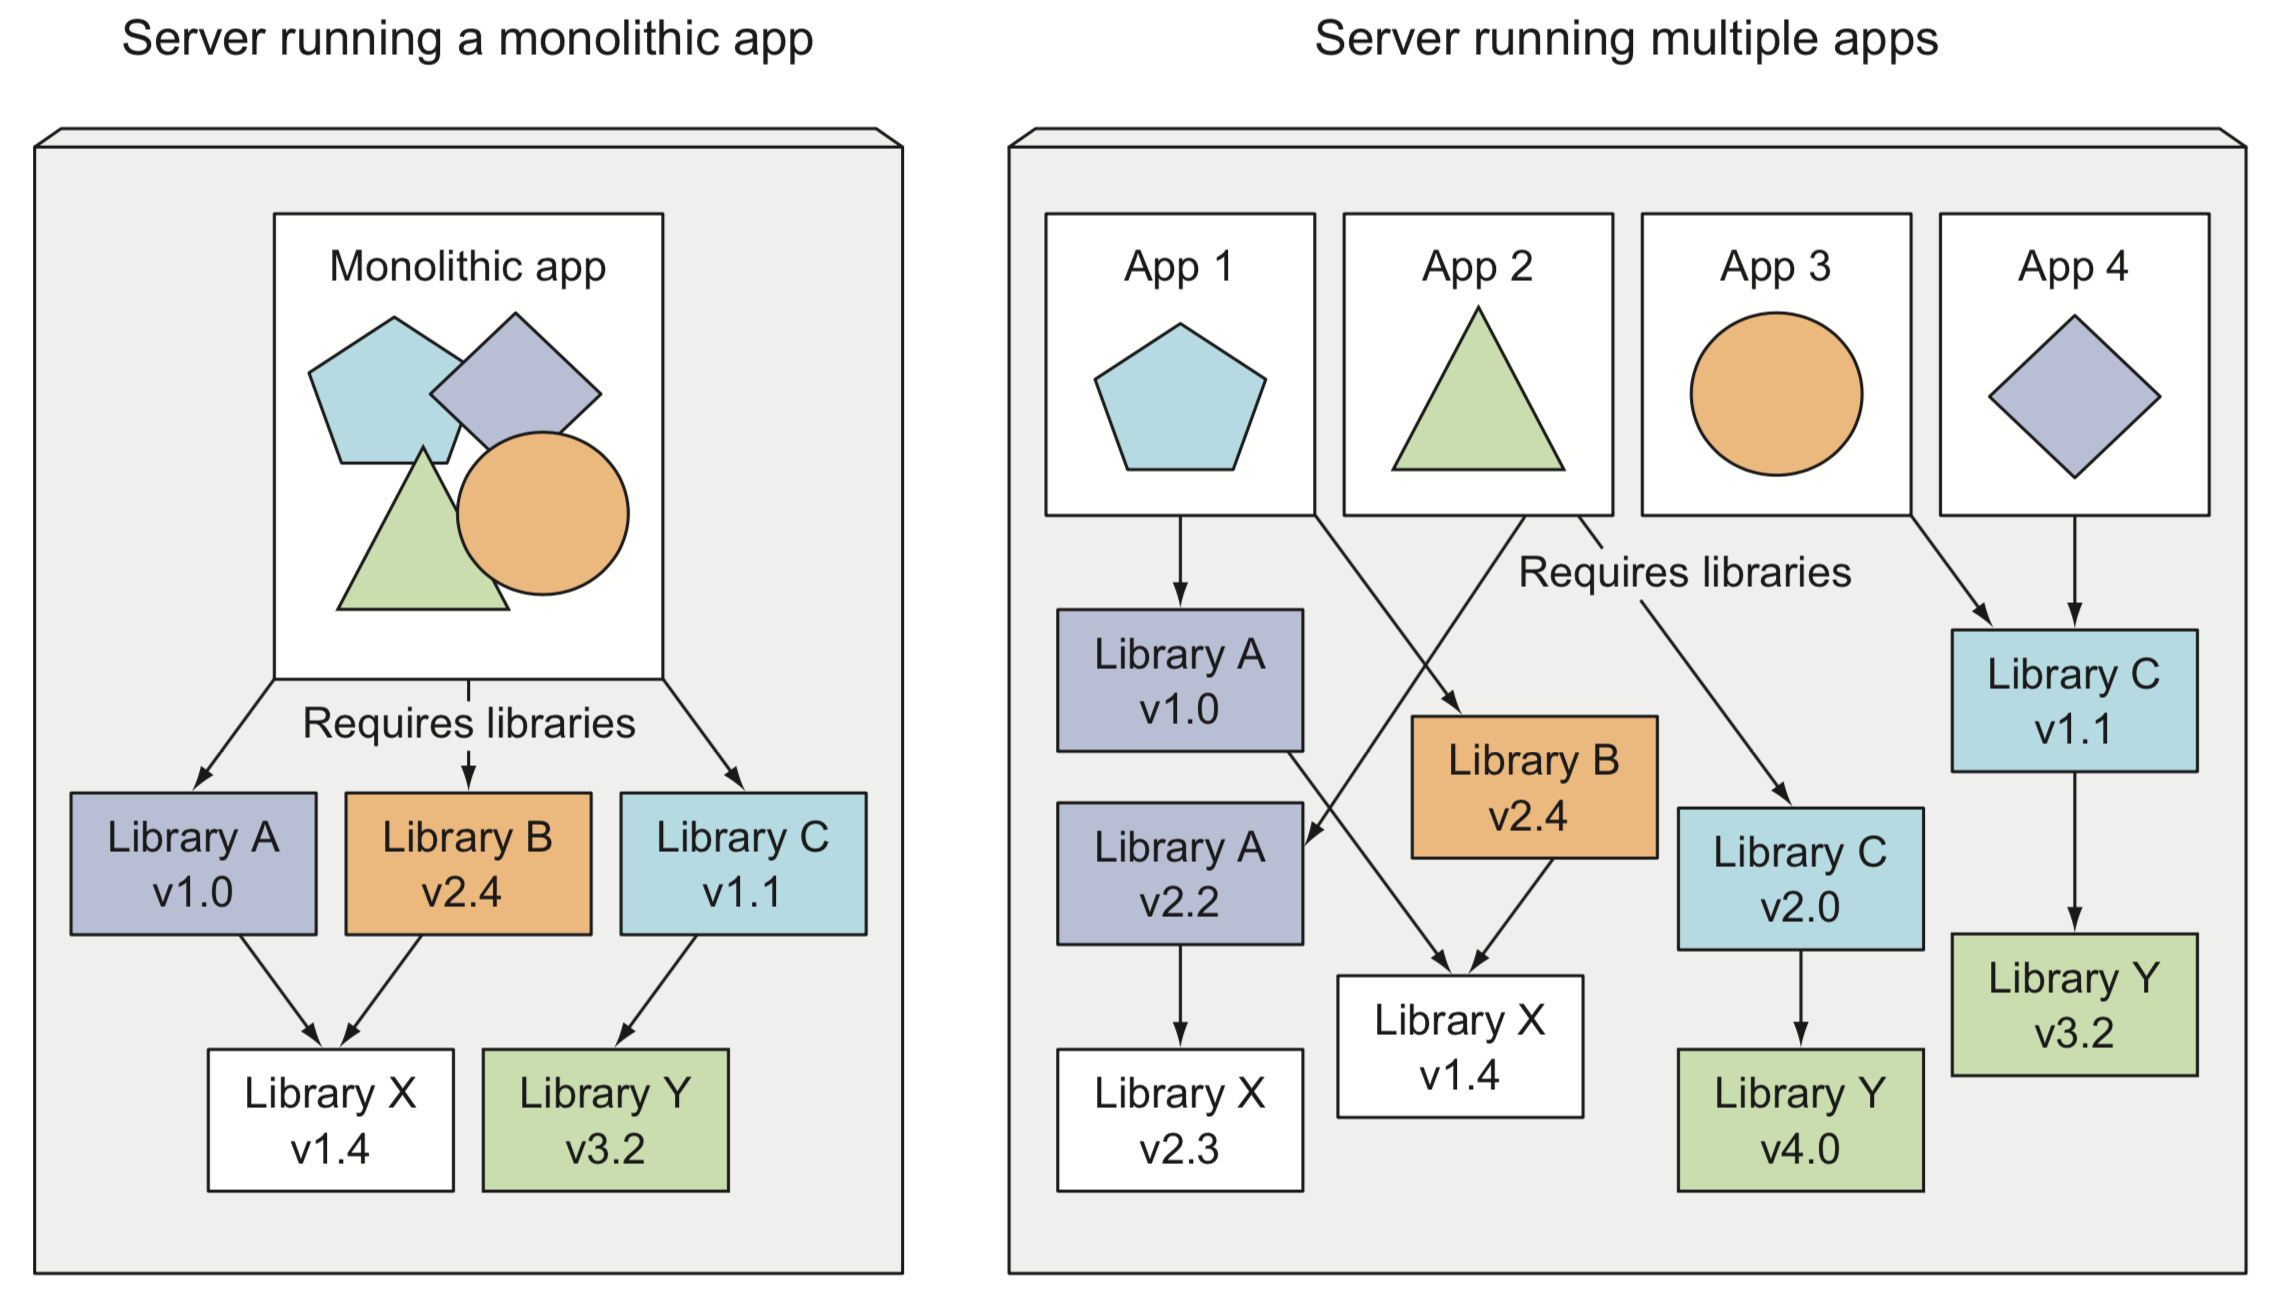 Server running a monolithic app
Monolithic app
Requires libraries
Library A
v1.0
Library B
v2.4
Library C
v1.1
Library X
v1.4
Library Y
v3.2
Server running multiple apps
App 1
App 2
App 3
App 4
Requires libraries
Library A
v1.0
Library C
v1.1
Library B
v2.4
Library A
v2.2
Library C
v2.0
Library Y
v3.2
Library X
v1.4
Library X
v2.3
Library Y
v4.0